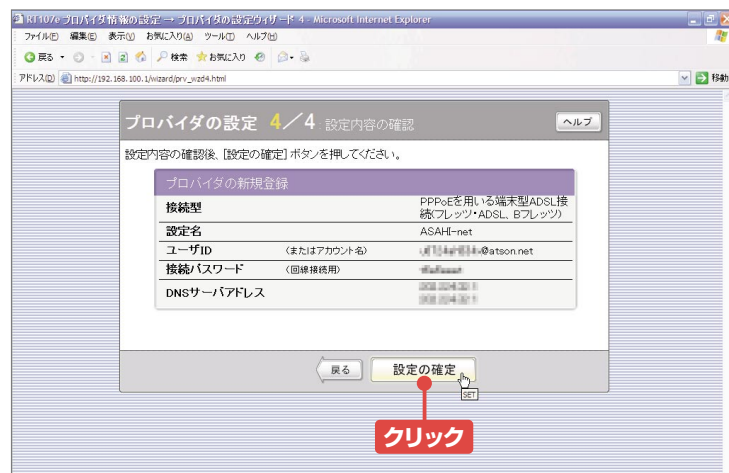 RT107e プロバイダ情報の設定 → プロバイダの設定ウィザード 4 - Microsoft Internet Explorer
ファイル(F) 編集(E) 表示(V) お気に入り(A) ツール(T) ヘルプ(H)
戻る 検索 お気に入り
アドレス(D) http://192.168.100.1/wizard/prv_wzd4.html 移動
プロバイダの設定 4/4 設定内容の確認 ヘルプ
設定内容の確認後、[設定の確定]ボタンを押してください。
プロバイダの新規登録
接続型 PPPoEを用いる端末型ADSL接
続(フレッツ・ADSL、Bフレッツ)
設定名 ASAHI-net
ユーザID (またはアカウント名) @atson.net
接続パスワード (回線接続用)
DNSサーバアドレス
戻る 設定の確定
SET
クリック